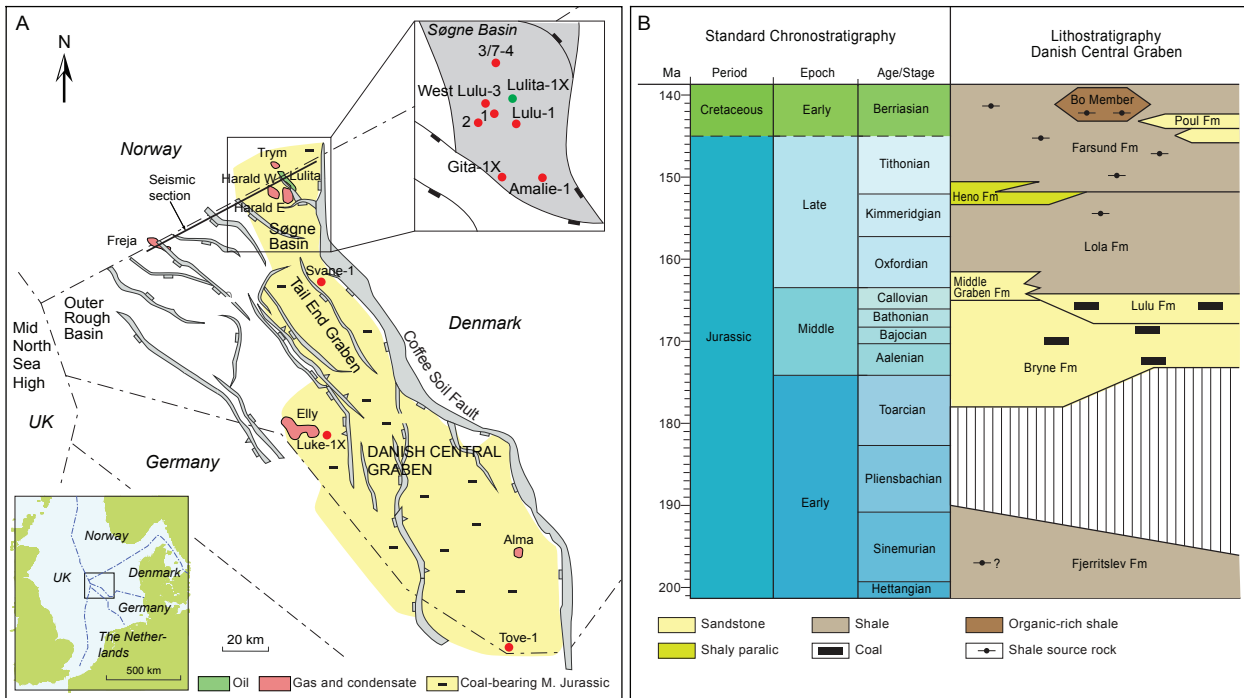 A
N
Norway
Seismic
section
Trym
Harald W
Lulita
Harald E
Søgne
Basin
Freja
Svane-1
Tail End Graben
Outer
Rough
Basin
Mid
North
Sea
High
UK
Denmark
Coffee Soil Fault
Elly
Luke-1X
DANISH CENTRAL
GRABEN
Germany
Alma
Tove-1
20 km
Søgne Basin
3/7-4
Lulita-1X
West Lulu-3
1
2
Lulu-1
Gita-1X
Amalie-1
Norway
UK
Denmark
Germany
The Nether-
lands
500 km
Oil
Gas and condensate
Coal-bearing M. Jurassic
B
Standard Chronostratigraphy
Lithostratigraphy
Danish Central Graben
Ma
Period
Epoch
Age/Stage
140
150
160
170
180
190
200
Cretaceous
Early
Berriasian
Jurassic
Late
Tithonian
Kimmeridgian
Oxfordian
Middle
Callovian
Bathonian
Bajocian
Aalenian
Early
Toarcian
Pliensbachian
Sinemurian
Hettangian
Bo Member
Poul Fm
Farsund Fm
Heno Fm
Lola Fm
Middle
Graben Fm
Lulu Fm
Bryne Fm
?
Fjerritslev Fm
Sandstone
Shale
Organic-rich shale
Shaly paralic
Coal
Shale source rock